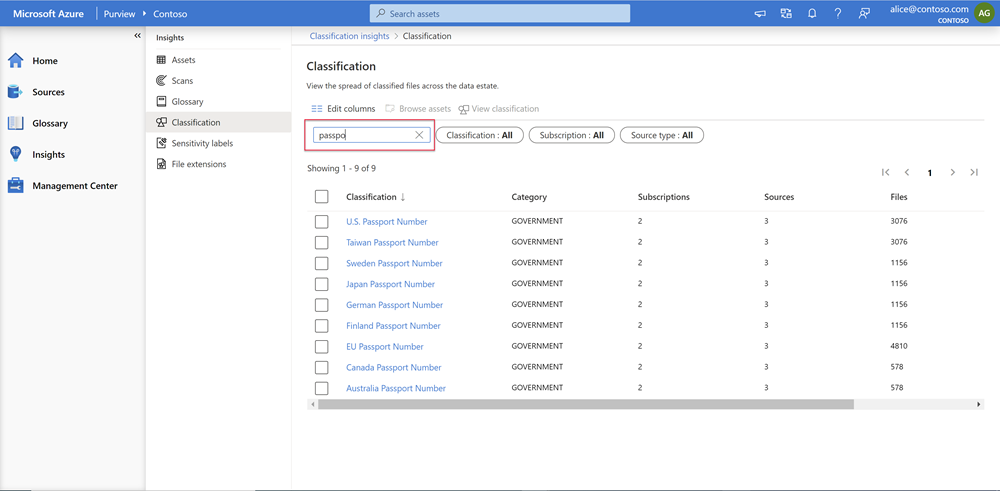 Microsoft Azure | Purview Contoso
Search assets
alice@contoso.com
CONTOSO
AG
«
Home
Sources
Glossary
Insights
Management Center
Insights
Assets
Scans
Glossary
Classification
Sensitivity labels
File extensions
Classification insights > Classification
Classification
View the spread of classified files across the data estate.
Edit columns Browse assets View classification
passpo Classification : All Subscription : All Source type : All
Showing 1 - 9 of 9
1
Classification ↓ Category Subscriptions Sources Files
U.S. Passport Number GOVERNMENT 2 3 3076
Taiwan Passport Number GOVERNMENT 2 3 3076
Sweden Passport Number GOVERNMENT 2 3 1156
Japan Passport Number GOVERNMENT 2 3 1156
German Passport Number GOVERNMENT 2 3 1156
Finland Passport Number GOVERNMENT 2 3 1156
EU Passport Number GOVERNMENT 2 3 4810
Canada Passport Number GOVERNMENT 2 3 578
Australia Passport Number GOVERNMENT 2 3 578